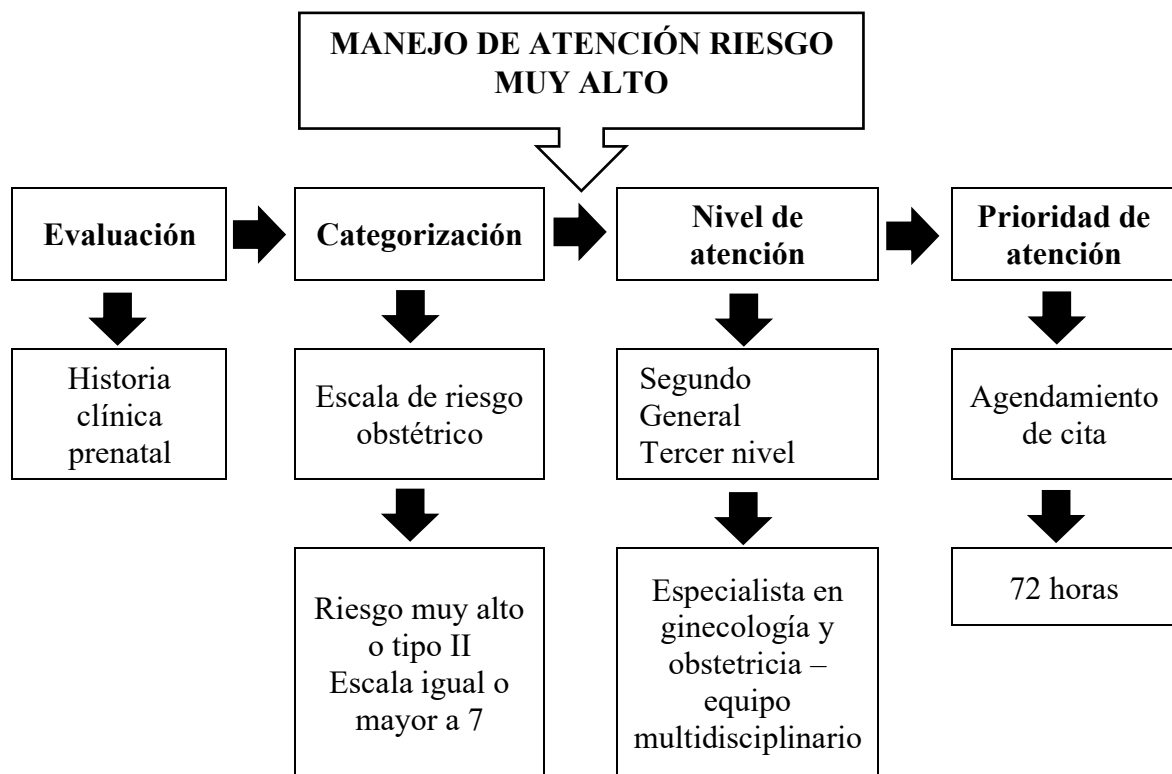 MANEJO DE ATENCIÓN RIESGO
MUY ALTO
Evaluación
Categorización
Nivel de
atención
Prioridad de
atención
Historia
clínica
prenatal
Escala de riesgo
obstétrico
Segundo
General
Tercer nivel
Agendamiento
de cita
Riesgo muy alto
o tipo II
Escala igual o
mayor a 7
Especialista en
ginecología y
obstetricia –
equipo
multidisciplinario
72 horas